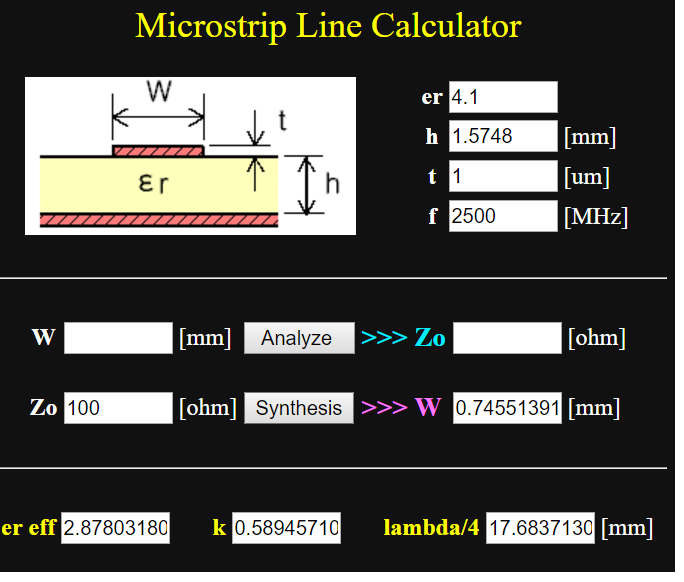 Microstrip Line Calculator
W
t
εr
h
er 4.1
h 1.5748 [mm]
t 1 [um]
f 2500 [MHz]
W [mm] Analyze >>> Zo [ohm]
Zo 100 [ohm] Synthesis >>> W 0.74551391 [mm]
er eff 2.87803180 k 0.58945710 lambda/4 17.6837130 [mm]